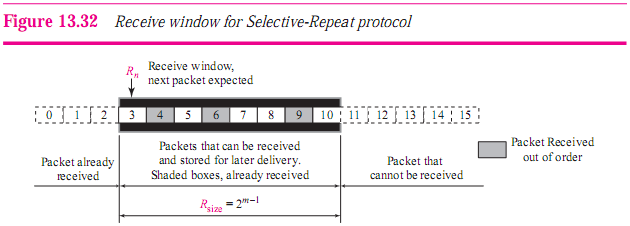 Figure 13.32 Receive window for Selective-Repeat protocol
Rn
Receive window,
next packet expected
0 1 2 3 4 5 6 7 8 9 10 11 12 13 14 15
Packet already
received
Packets that can be received
and stored for later delivery.
Shaded boxes, already received
Packet that
cannot be received
Packet Received
out of order
Rsize = 2^m-1